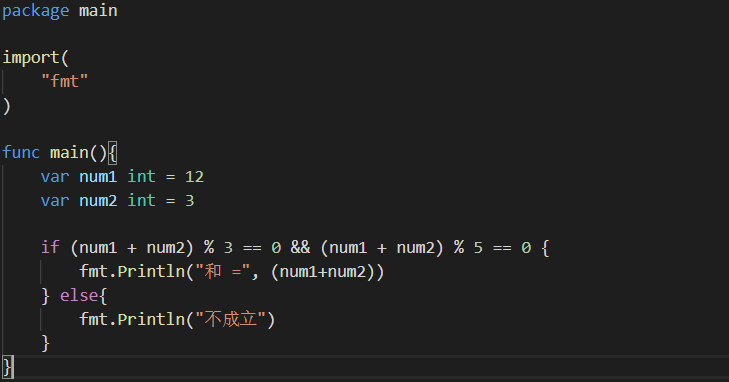 package main
import(
"fmt"
)
func main(){
var num1 int = 12
var num2 int = 3
if (num1 + num2) % 3 == 0 && (num1 + num2) % 5 == 0 {
fmt.Println("和 =", (num1+num2))
} else{
fmt.Println("不成立")
}
}